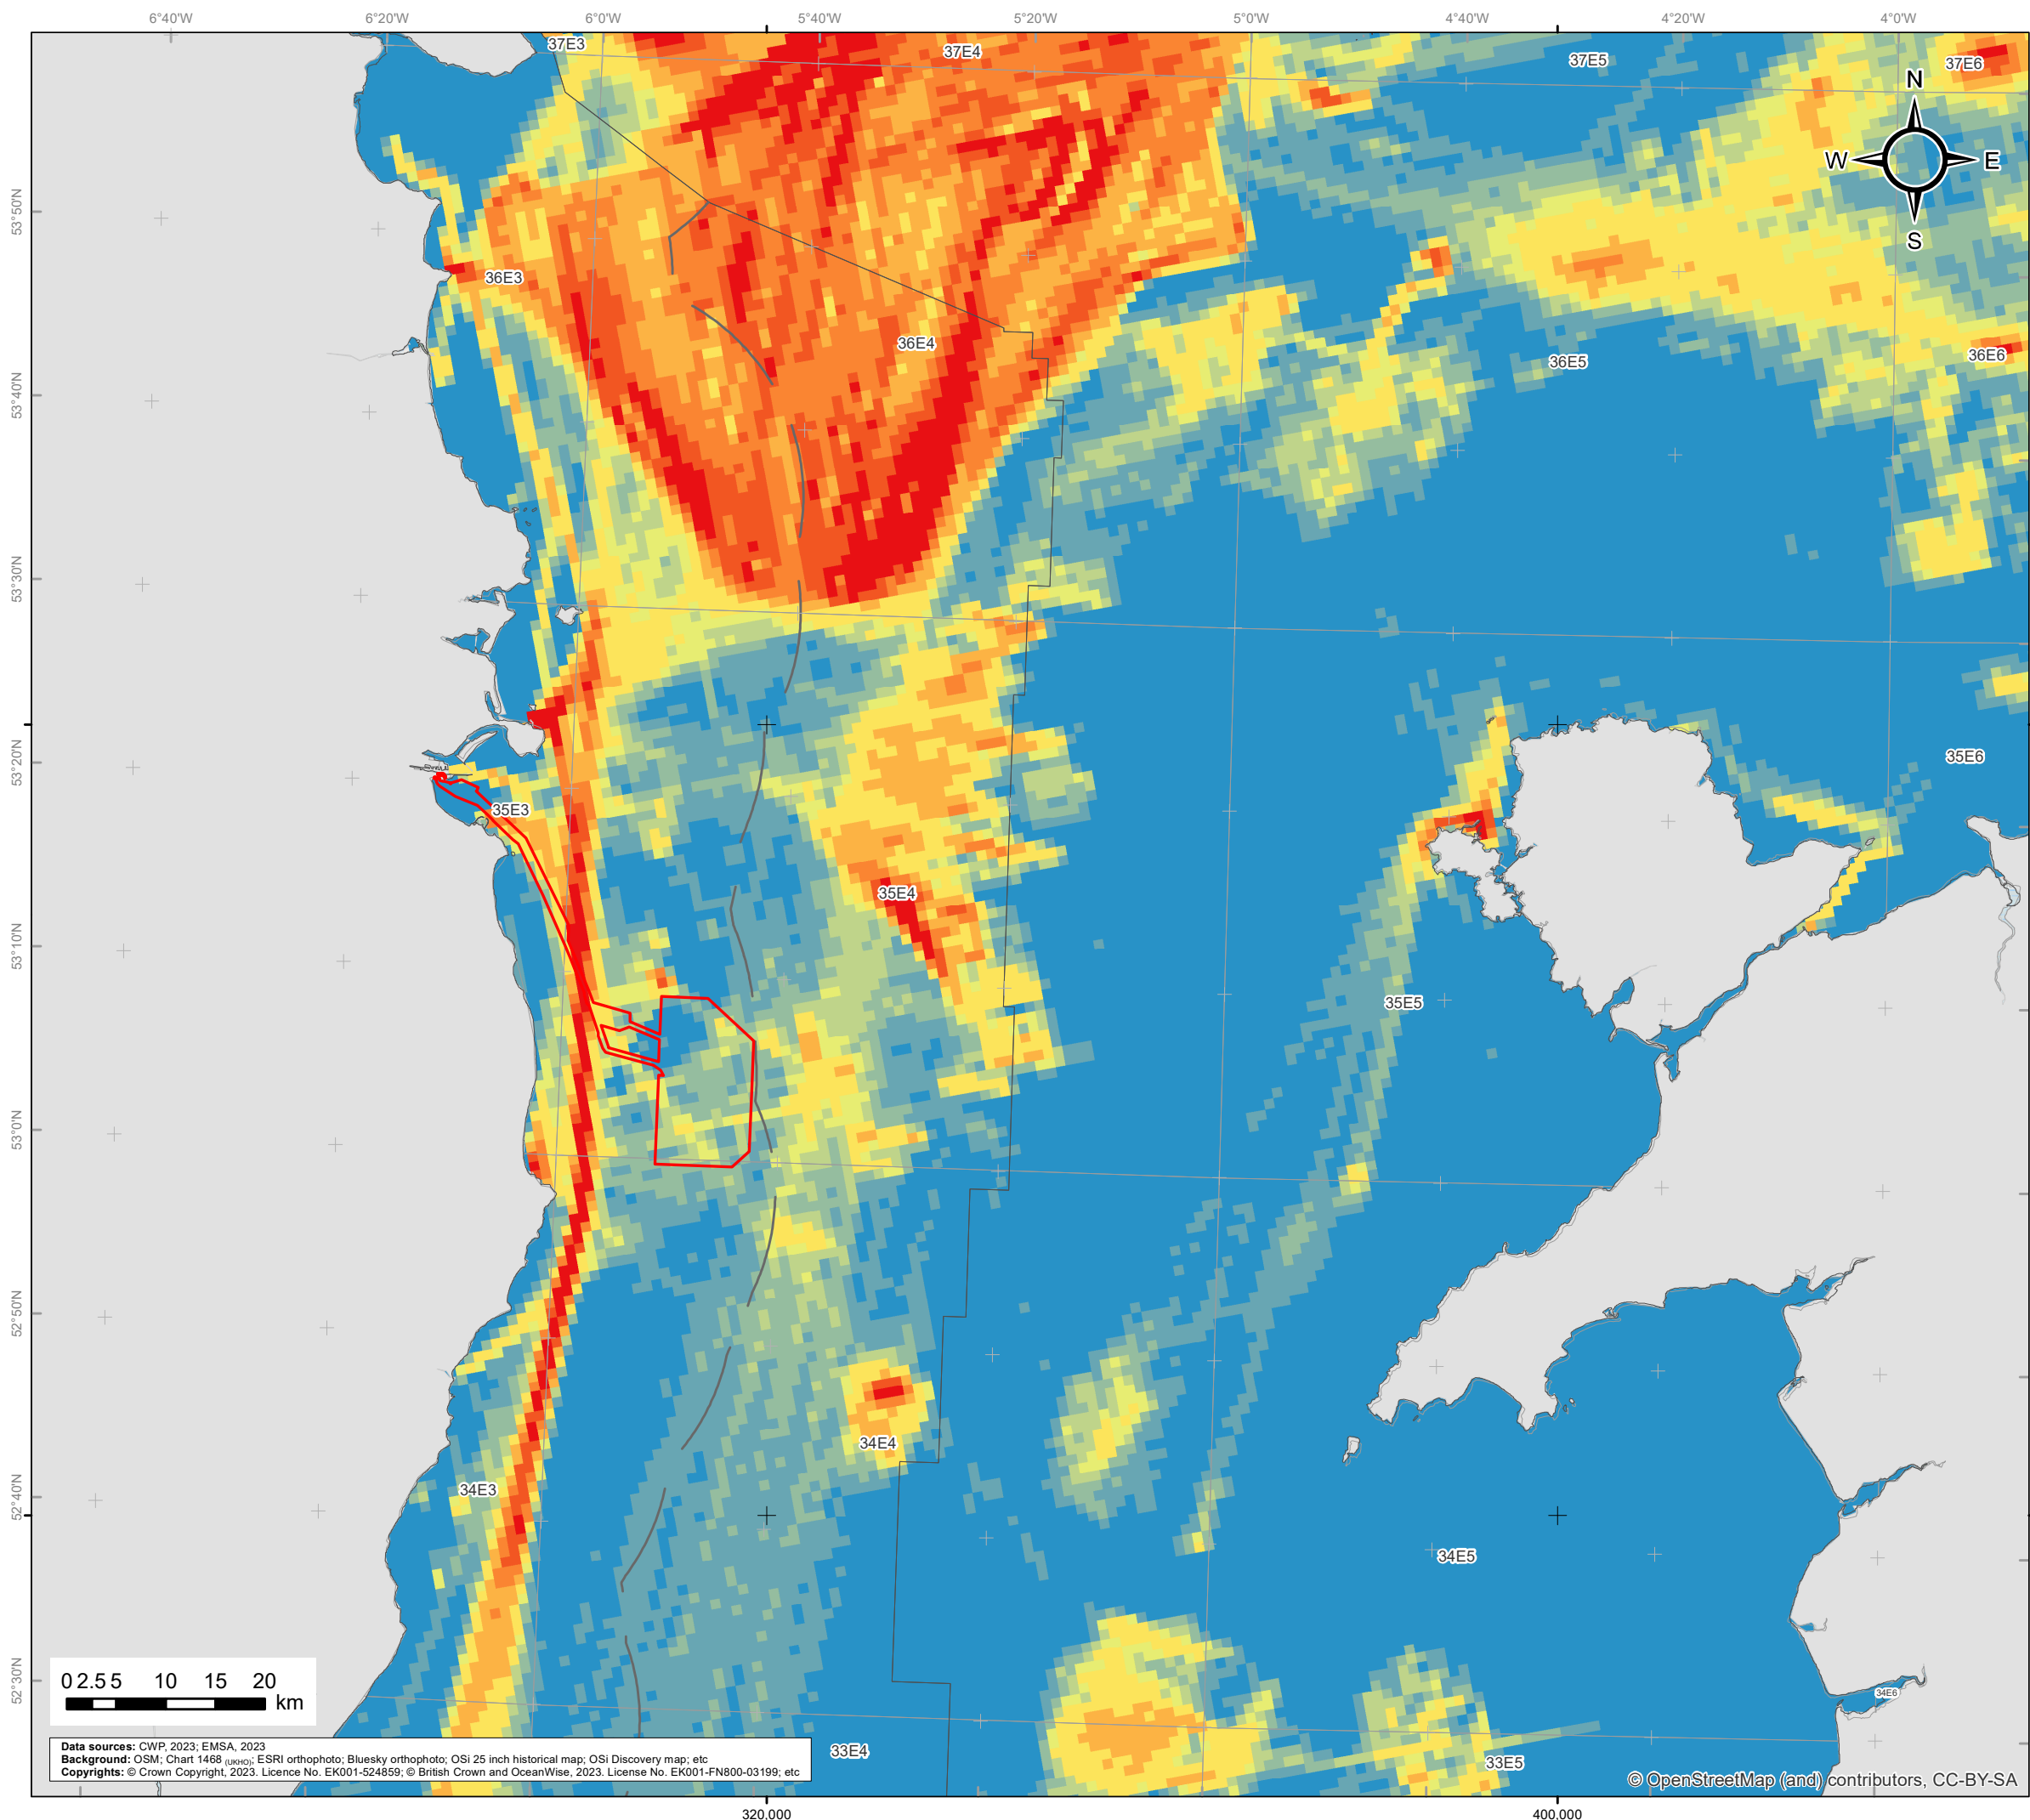 6°40'W 6°20'W 6°0'W 5°40'W 5°20'W 5°0'W 4°40'W 4°20'W 4°0'W
37E3 37E4 37E5 37E6
N
W E
S
53°50'N
36E3 36E4 36E5 36E6
53°40'N
53°30'N
53°20'N
35E3 35E4 35E5 35E6
53°10'N
53°0'N
52°50'N
34E3 34E4 34E5 34E6
52°40'N
52°30'N
0 2.5 5 10 15 20
km
33E4 33E5
Data sources: CWP, 2023; EMSA, 2023
Background: OSM; Chart 1468 (UKHO); ESRI orthophoto; Bluesky orthophoto; OSi 25 inch historical map; OSi Discovery map; etc
Copyrights: © Crown Copyright, 2023. Licence No. EK001-524859; © British Crown and OceanWise, 2023. License No. EK001-FN800-03199; etc
© OpenStreetMap (and) contributors, CC-BY-SA
320,000 400,000